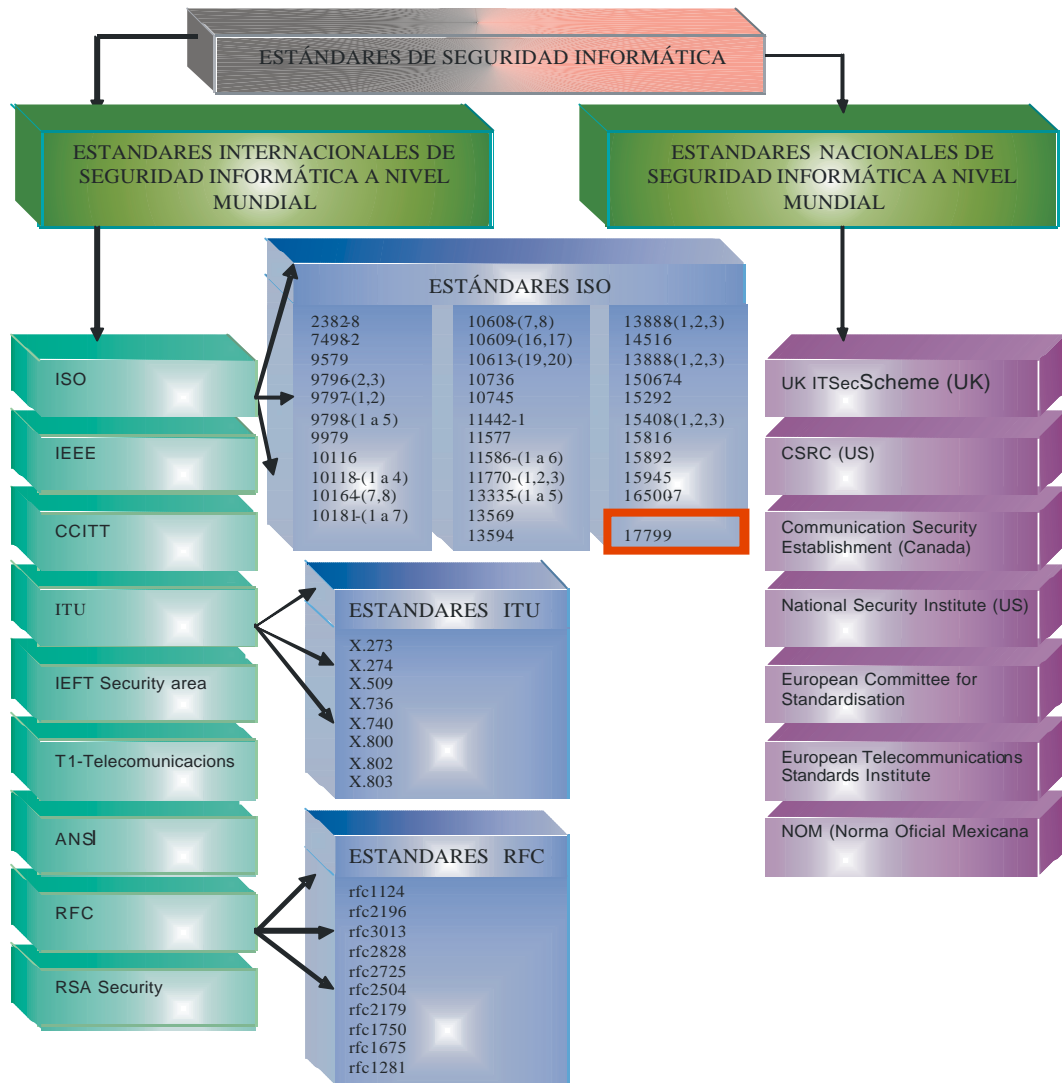 ESTÁNDARES DE SEGURIDAD INFORMÁTICA
ESTANDARES INTERNACIONALES DE
SEGURIDAD INFORMÁTICA A NIVEL
MUNDIAL
ESTANDARES NACIONALES DE
SEGURIDAD INFORMÁTICA A NIVEL
MUNDIAL
ISO
IEEE
CCITT
ITU
IEFT Security area
T1-Telecomunicacions
ANSI
RFC
RSA Security
ESTÁNDARES ISO
2382-8
7498-2
9579
9796-(2,3)
9797-(1,2)
9798-(1 a 5)
9979
10116
10118-(1 a 4)
10164-(7,8)
10181-(1 a 7)
10608-(7,8)
10609-(16,17)
10613-(19,20)
10736
10745
11442-1
11577
11586-(1 a 6)
11770-(1,2,3)
13335-(1 a 5)
13569
13594
13888-(1,2,3)
14516
13888-(1,2,3)
15067-4
15292
15408-(1,2,3)
15816
15892
15945
16500-7
17799
ESTANDARES ITU
X.273
X.274
X.509
X.736
X.740
X.800
X.802
X.803
ESTANDARES RFC
rfc1124
rfc2196
rfc3013
rfc2828
rfc2725
rfc2504
rfc2179
rfc1750
rfc1675
rfc1281
UK ITSecScheme (UK)
CSRC (US)
Communication Security
Establishment (Canada)
National Security Institute (US)
European Committee for
Standardisation
European Telecommunications
Standards Institute
NOM (Norma Oficial Mexicana